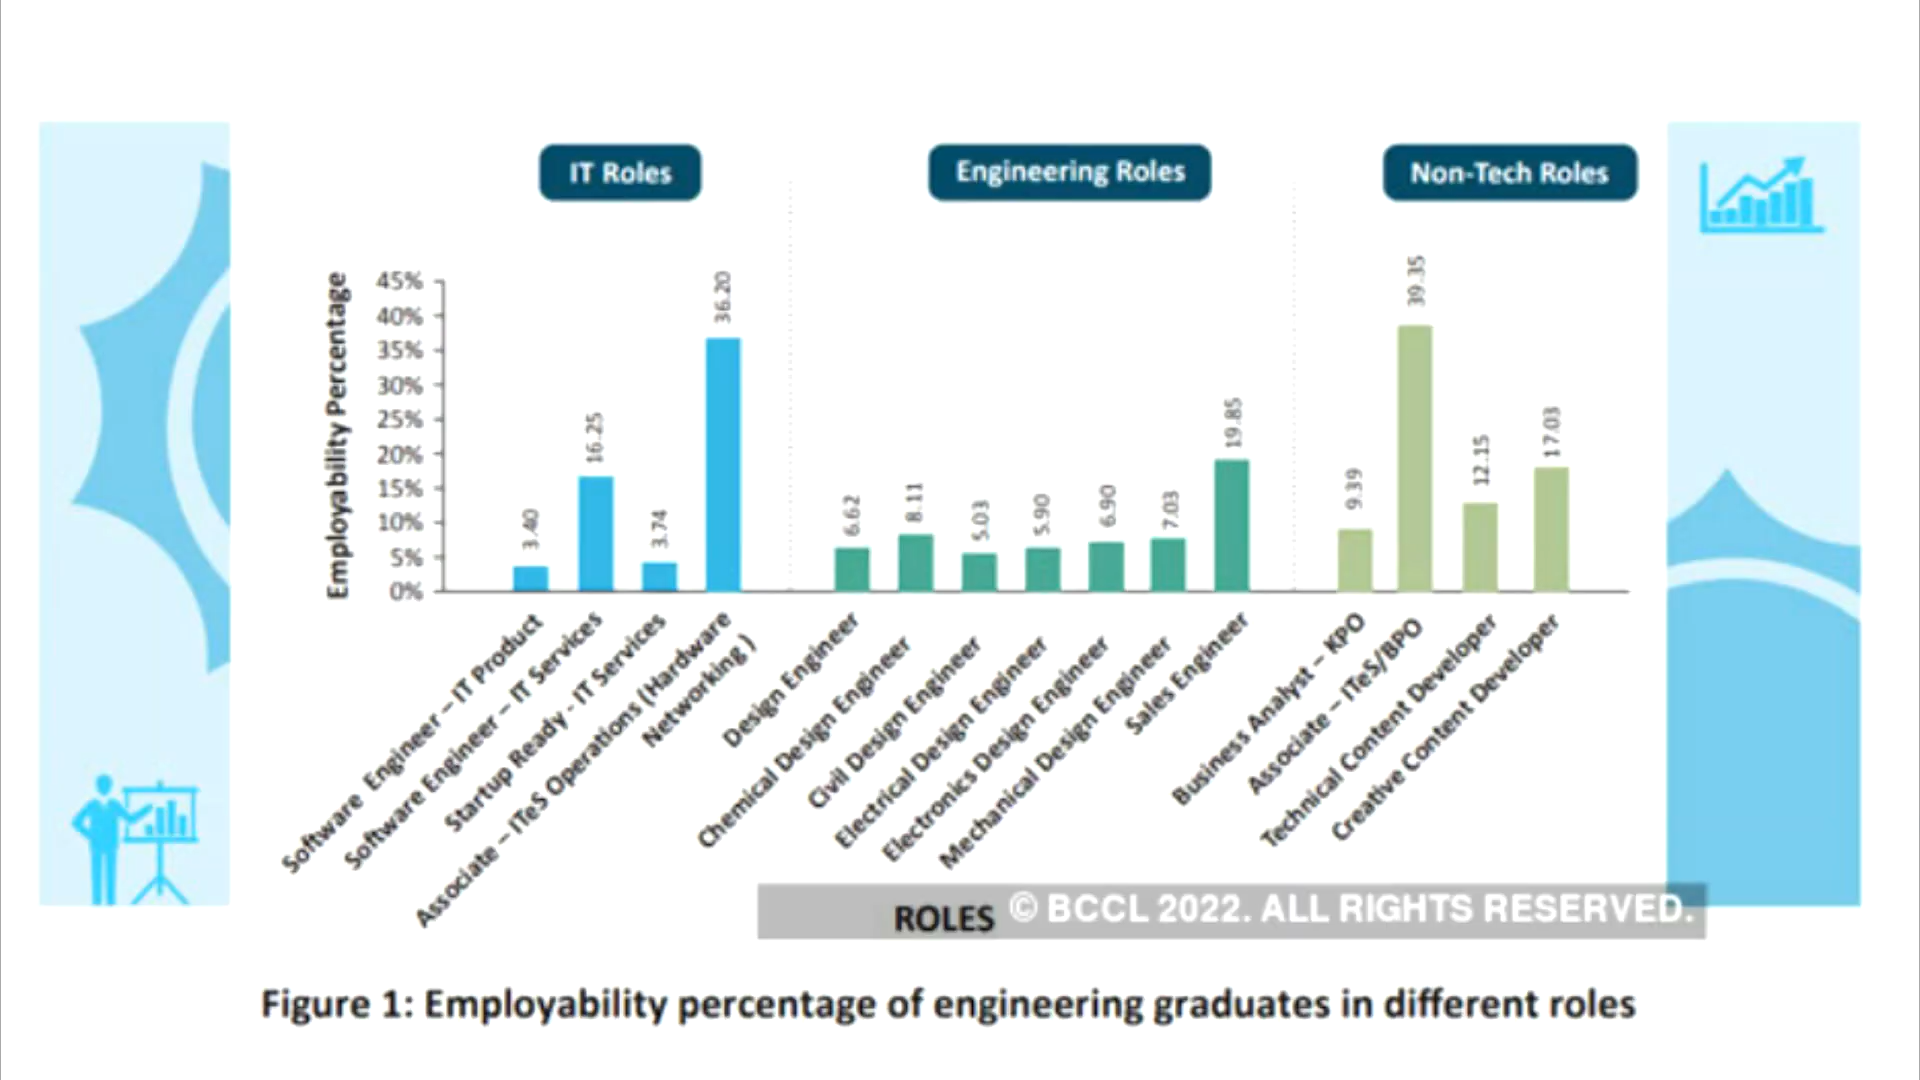 IT Roles
Engineering Roles
Non-Tech Roles
Employability Percentage
45%
40%
35%
30%
25%
20%
15%
10%
5%
0%
3.40
16.25
3.74
36.20
6.62
8.11
5.03
5.90
6.90
7.03
19.85
9.39
39.35
12.15
17.03
Software Engineer – IT Product
Software Engineer – IT Services
Startup Ready - IT Services
Associate – ITeS Operations (Hardware
Networking )
Design Engineer
Chemical Design Engineer
Civil Design Engineer
Electrical Design Engineer
Electronics Design Engineer
Mechanical Design Engineer
Sales Engineer
Business Analyst – KPO
Associate – ITeS/BPO
Technical Content Developer
Creative Content Developer
ROLES
© BCCL 2022. ALL RIGHTS RESERVED.
Figure 1: Employability percentage of engineering graduates in different roles